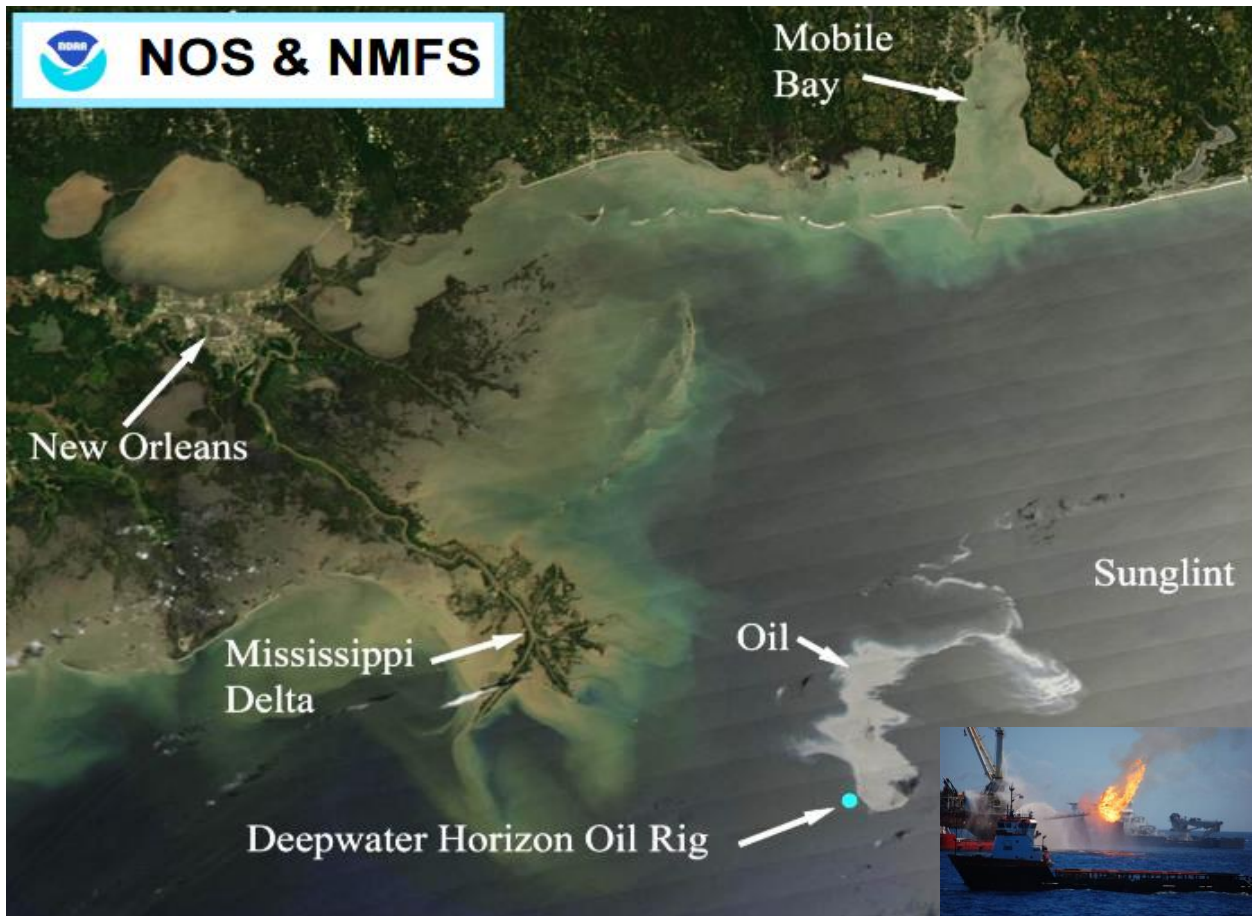 NOAA
NOS & NMFS
Mobile
Bay
New Orleans
Sunglint
Oil
Mississippi
Delta
Deepwater Horizon Oil Rig